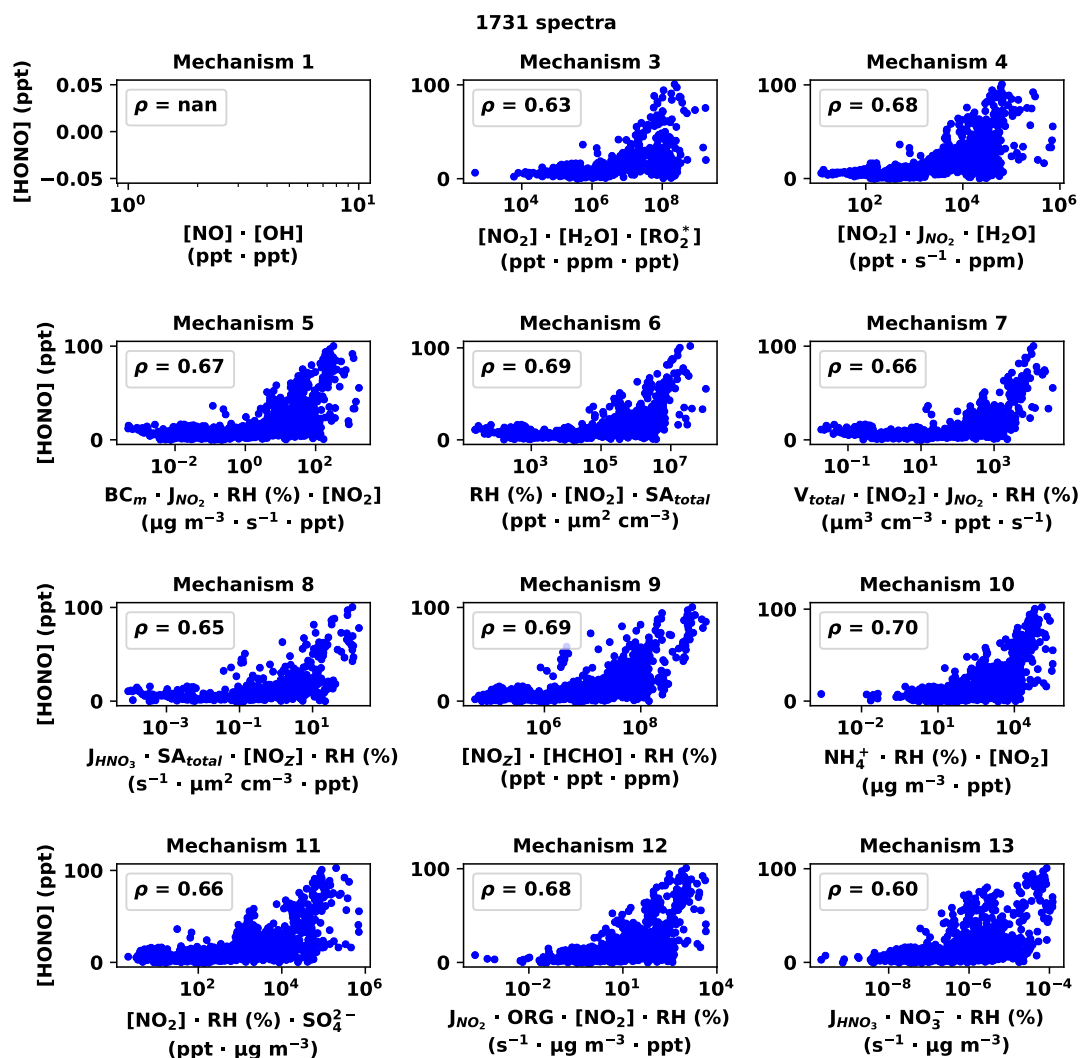 1731 spectra
Mechanism 1
Mechanism 3
Mechanism 4
[HONO] (ppt)
0.05
0.00
−0.05
ρ = nan
10⁰
10¹
[NO] · [OH]
(ppt · ppt)
100
0
ρ = 0.63
10⁴
10⁶
10⁸
[NO₂] · [H₂O] · [RO₂*]
(ppt · ppm · ppt)
100
0
ρ = 0.68
10²
10⁴
10⁶
[NO₂] · J_NO₂ · [H₂O]
(ppt · s⁻¹ · ppm)
Mechanism 5
Mechanism 6
Mechanism 7
[HONO] (ppt)
100
0
ρ = 0.67
10⁻²
10⁰
10²
BCₘ · J_NO₂ · RH (%) · [NO₂]
(µg m⁻³ · s⁻¹ · ppt)
100
0
ρ = 0.69
10³
10⁵
10⁷
RH (%) · [NO₂] · SA_total
(ppt · µm² cm⁻³)
100
0
ρ = 0.66
10⁻¹
10¹
10³
V_total · [NO₂] · J_NO₂ · RH (%)
(µm³ cm⁻³ · ppt · s⁻¹)
Mechanism 8
Mechanism 9
Mechanism 10
[HONO] (ppt)
100
0
ρ = 0.65
10⁻³
10⁻¹
10¹
J_HNO₃ · SA_total · [NO_Z] · RH (%)
(s⁻¹ · µm² cm⁻³ · ppt)
100
0
ρ = 0.69
10⁶
10⁸
[NO_Z] · [HCHO] · RH (%)
(ppt · ppt · ppm)
100
0
ρ = 0.70
10⁻²
10¹
10⁴
NH₄⁺ · RH (%) · [NO₂]
(µg m⁻³ · ppt)
Mechanism 11
Mechanism 12
Mechanism 13
[HONO] (ppt)
100
0
ρ = 0.66
10²
10⁴
10⁶
[NO₂] · RH (%) · SO₄²⁻
(ppt · µg m⁻³)
100
0
ρ = 0.68
10⁻²
10¹
10⁴
J_NO₂ · ORG · [NO₂] · RH (%)
(s⁻¹ · µg m⁻³ · ppt)
100
0
ρ = 0.60
10⁻⁸
10⁻⁶
10⁻⁴
J_HNO₃ · NO₃⁻ · RH (%)
(s⁻¹ · µg m⁻³)